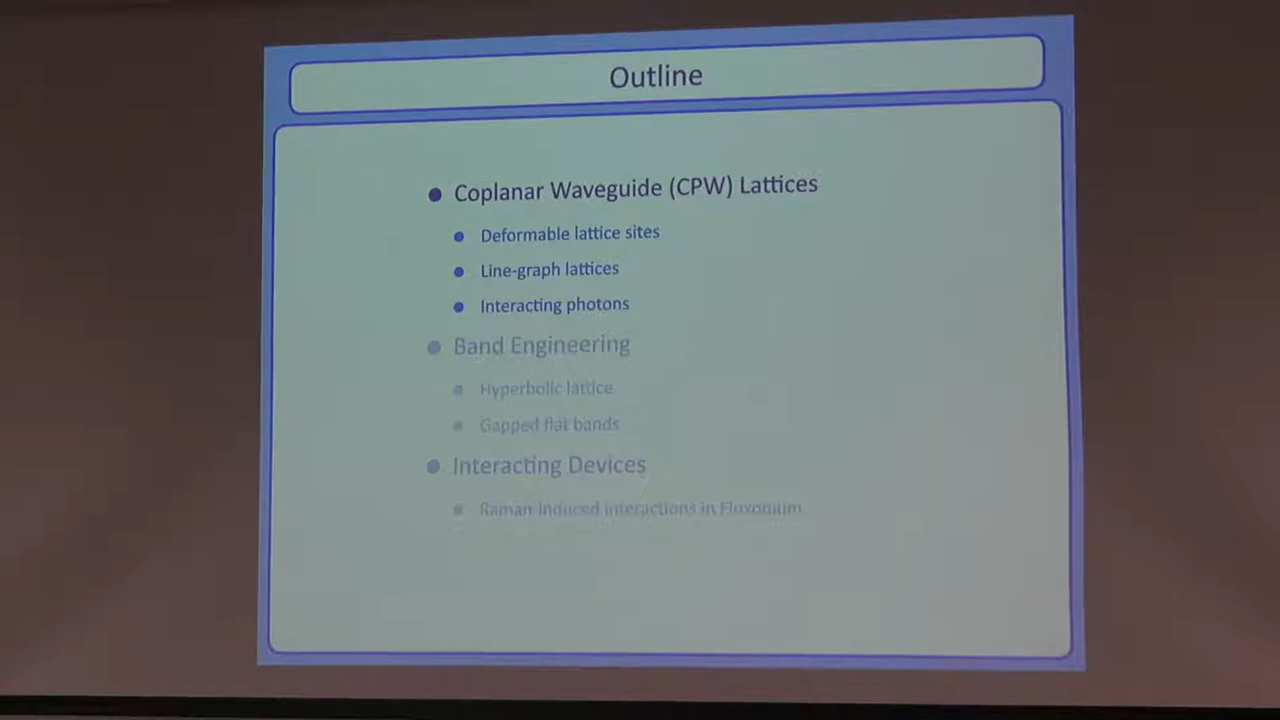 Outline
Coplanar Waveguide (CPW) Lattices
Deformable lattice sites
Line-graph lattices
Interacting photons
Band Engineering
Hyperbolic lattice
Gapped flat bands
Interacting Devices
Raman-induced interactions in Fluxonium